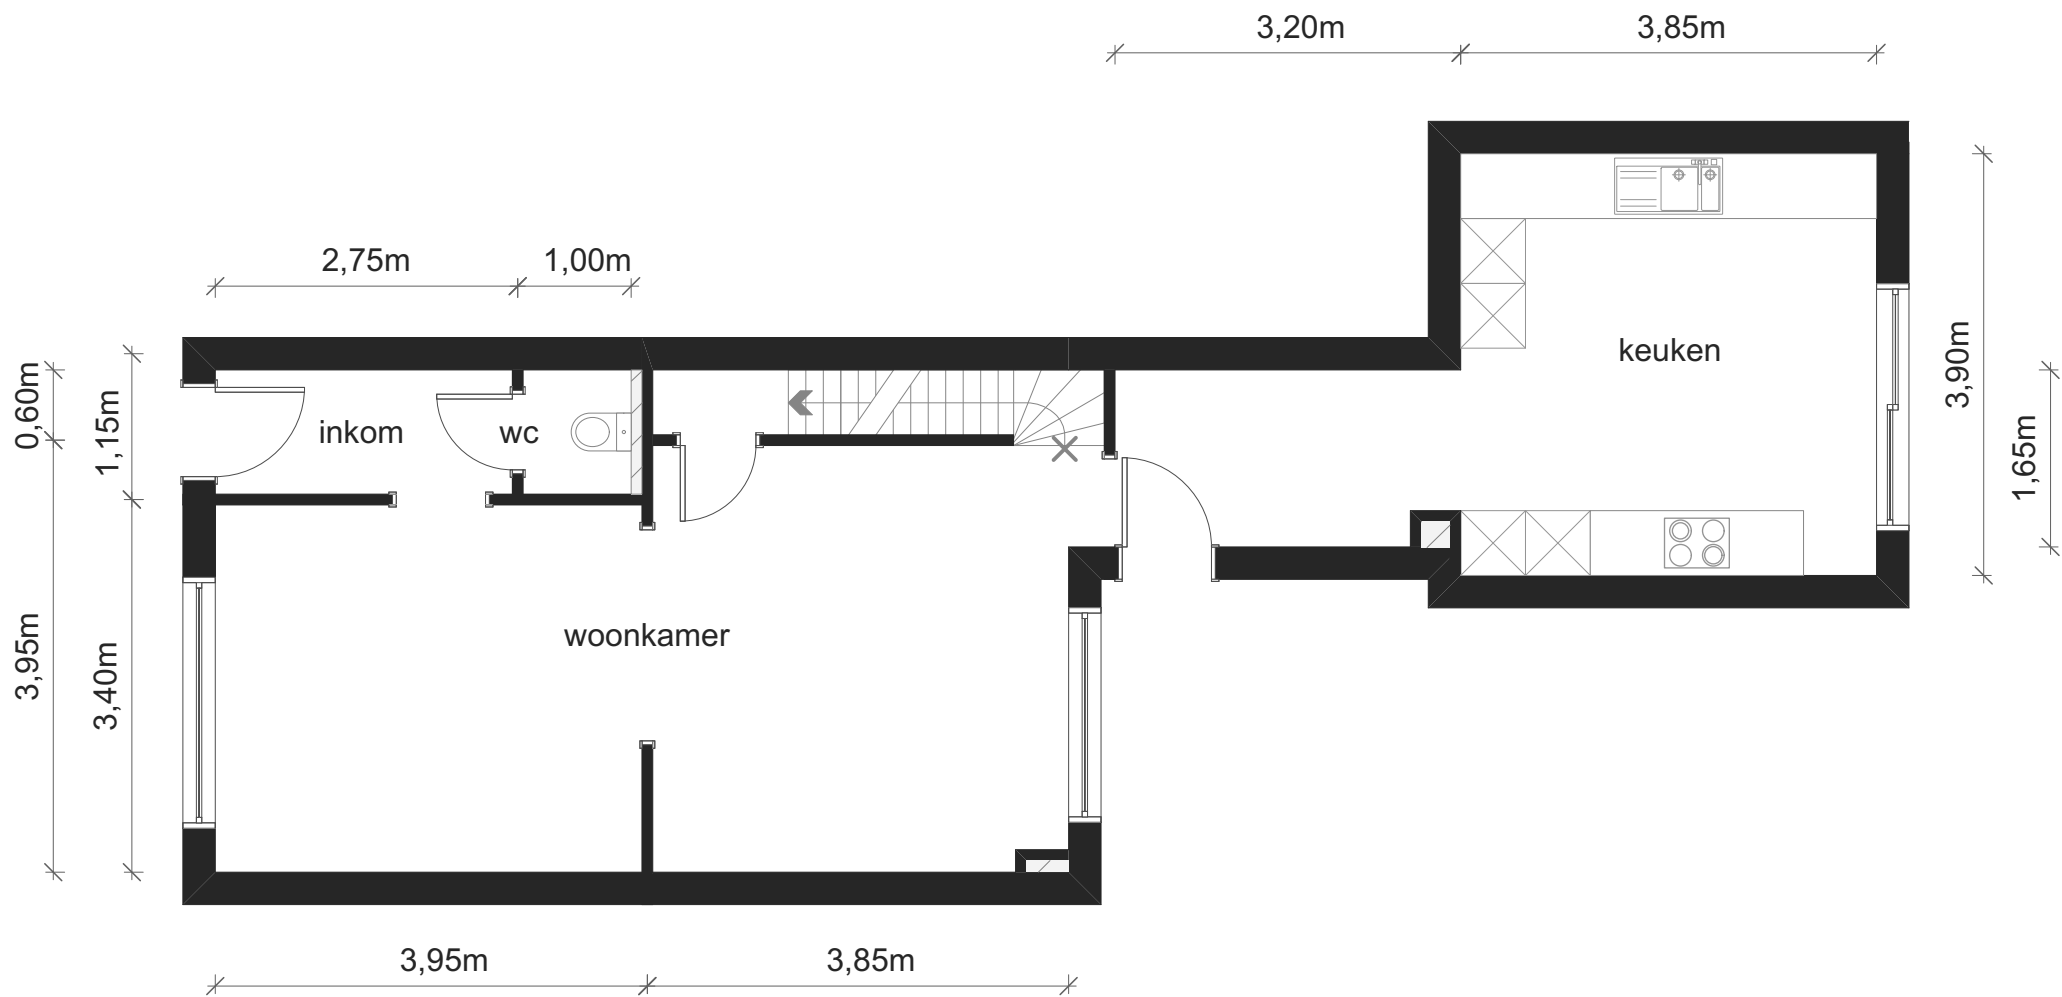 3,20m
3,85m
2,75m
1,00m
0,60m
1,15m
inkom
wc
keuken
3,90m
1,65m
3,95m
3,40m
woonkamer
3,95m
3,85m